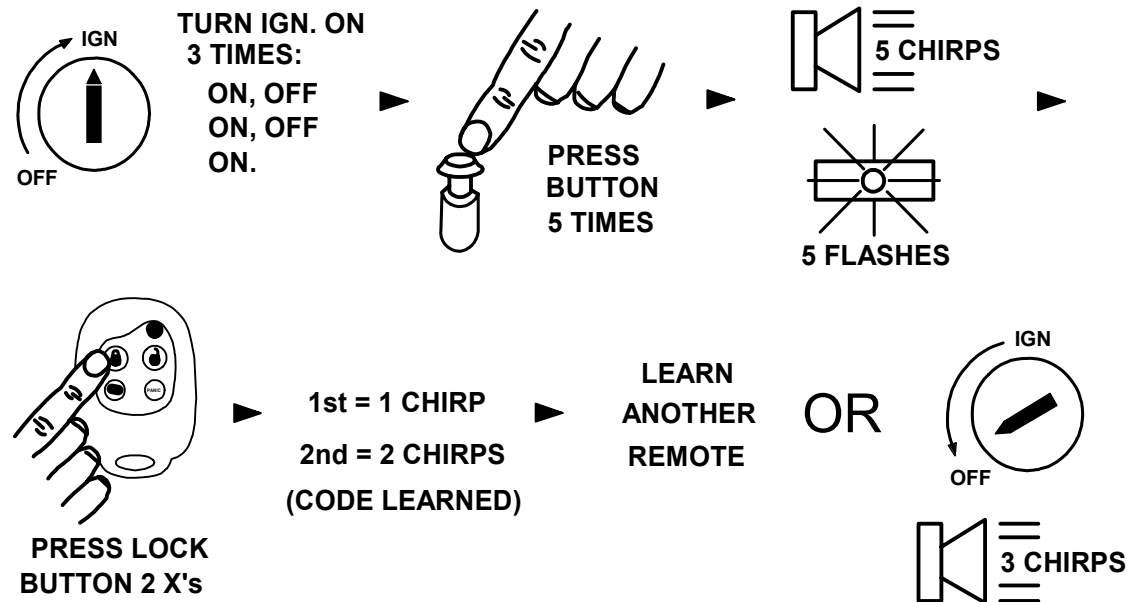 IGN
OFF
TURN IGN. ON
3 TIMES:
ON, OFF
ON, OFF
ON.
PRESS
BUTTON
5 TIMES
5 CHIRPS
5 FLASHES
PANIC
PRESS LOCK
BUTTON 2 X's
1st = 1 CHIRP
2nd = 2 CHIRPS
(CODE LEARNED)
LEARN
ANOTHER
REMOTE
OR
IGN
OFF
3 CHIRPS